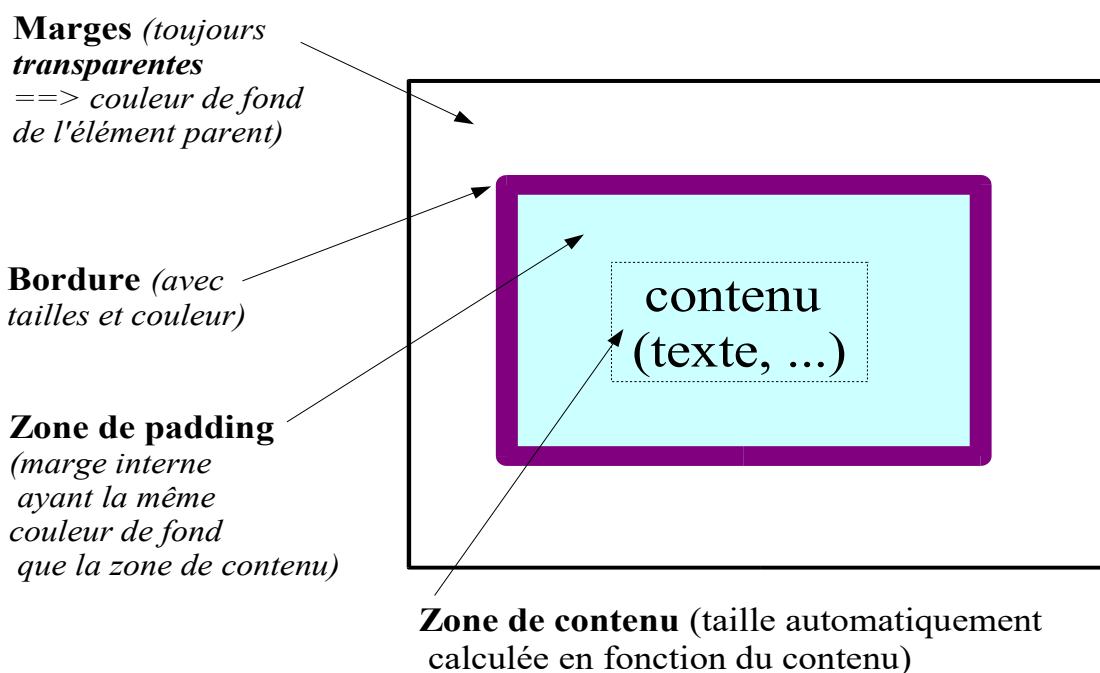 Marges (toujours
transparentes
==> couleur de fond
de l'élément parent)
Bordure (avec
tailles et couleur)
contenu
(texte, ...)
Zone de padding
(marge interne
ayant la même
couleur de fond
que la zone de contenu)
Zone de contenu (taille automatiquement
calculée en fonction du contenu)